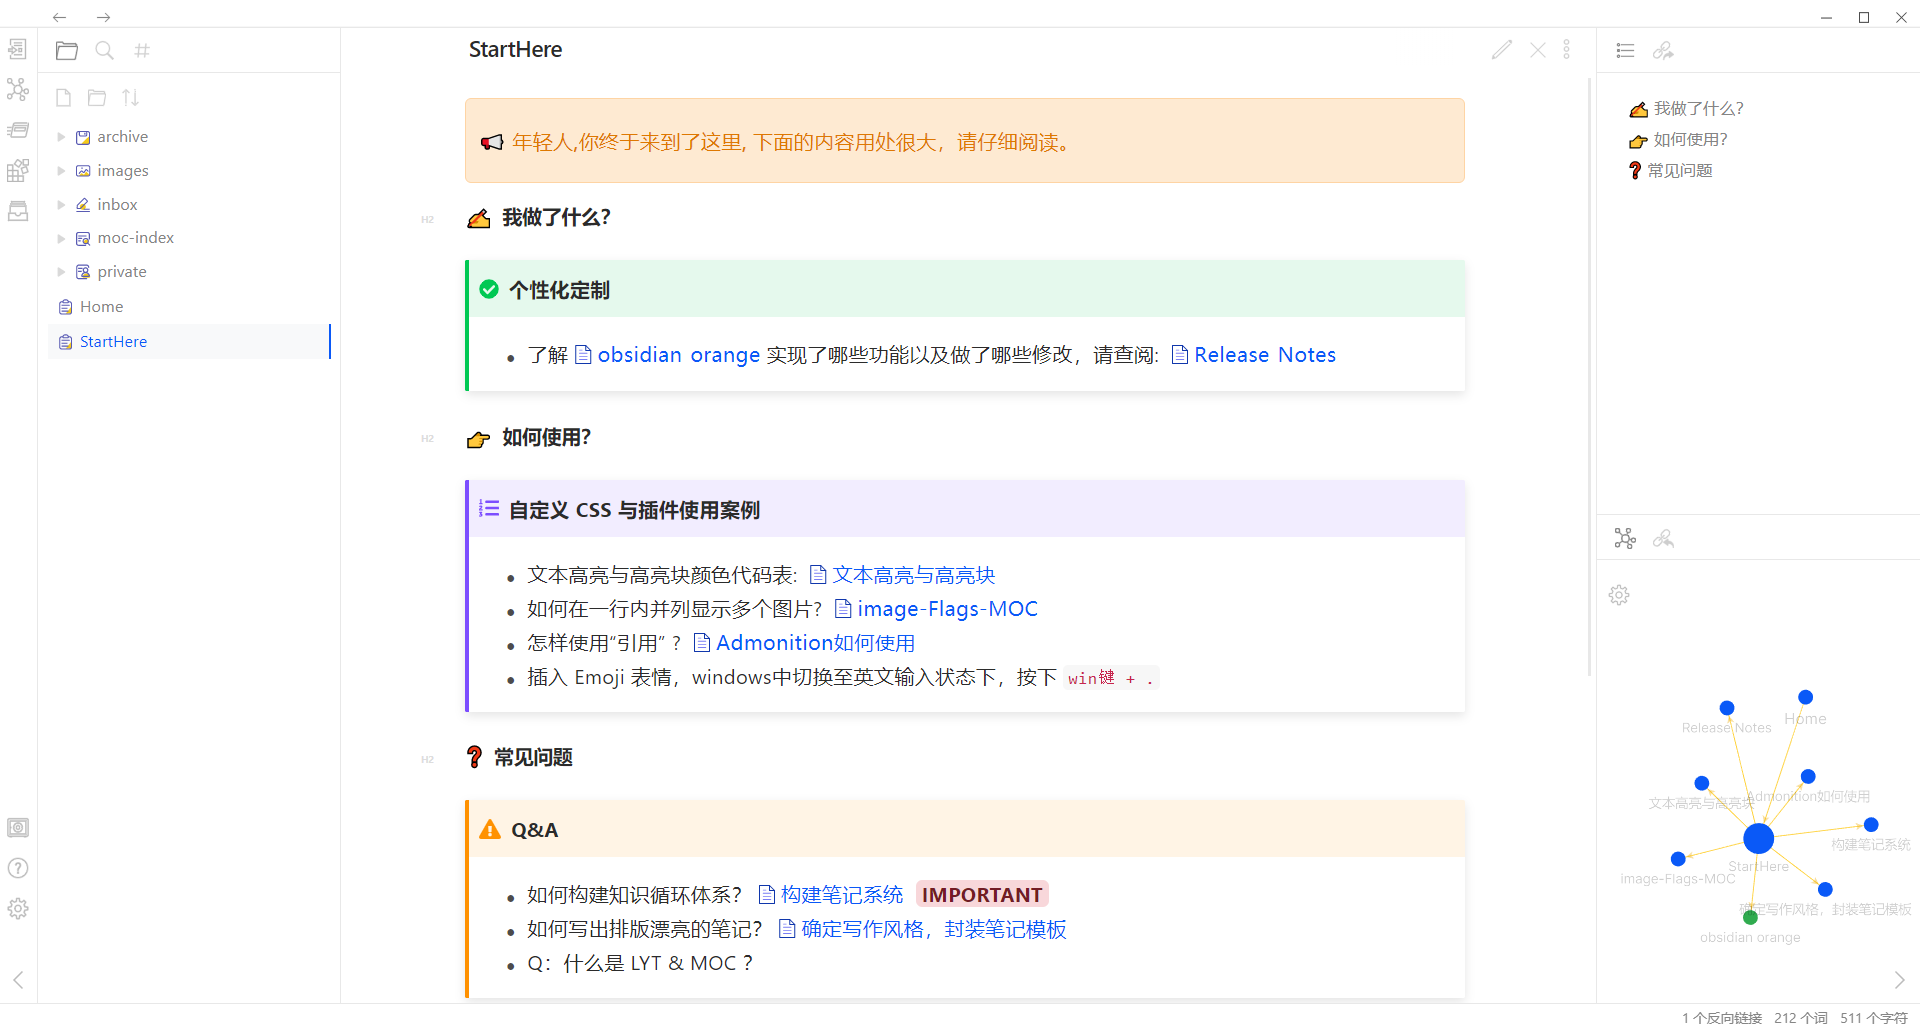 archive
images
inbox
moc-index
private
Home
StartHere
StartHere
年轻人,你终于来到了这里, 下面的内容用处很大，请仔细阅读。
H2
我做了什么？
个性化定制
了解 obsidian orange 实现了哪些功能以及做了哪些修改，请查阅: Release Notes
H2
如何使用？
自定义 CSS 与插件使用案例
文本高亮与高亮块颜色代码表: 文本高亮与高亮块
如何在一行内并列显示多个图片？ image-Flags-MOC
怎样使用“引用”？ Admonition如何使用
插入 Emoji 表情，windows中切换至英文输入状态下，按下 win键 + .
H2
常见问题
Q&A
如何构建知识循环体系？ 构建笔记系统 IMPORTANT
如何写出排版漂亮的笔记？ 确定写作风格，封装笔记模板
Q：什么是 LYT & MOC ？
我做了什么？
如何使用？
常见问题
Release Notes
Home
文本高亮与高亮块
Admonition如何使用
构建笔记系统
StartHere
image-Flags-MOC
确定写作风格，封装笔记模板
obsidian orange
1 个反向链接 212 个词 511 个字符